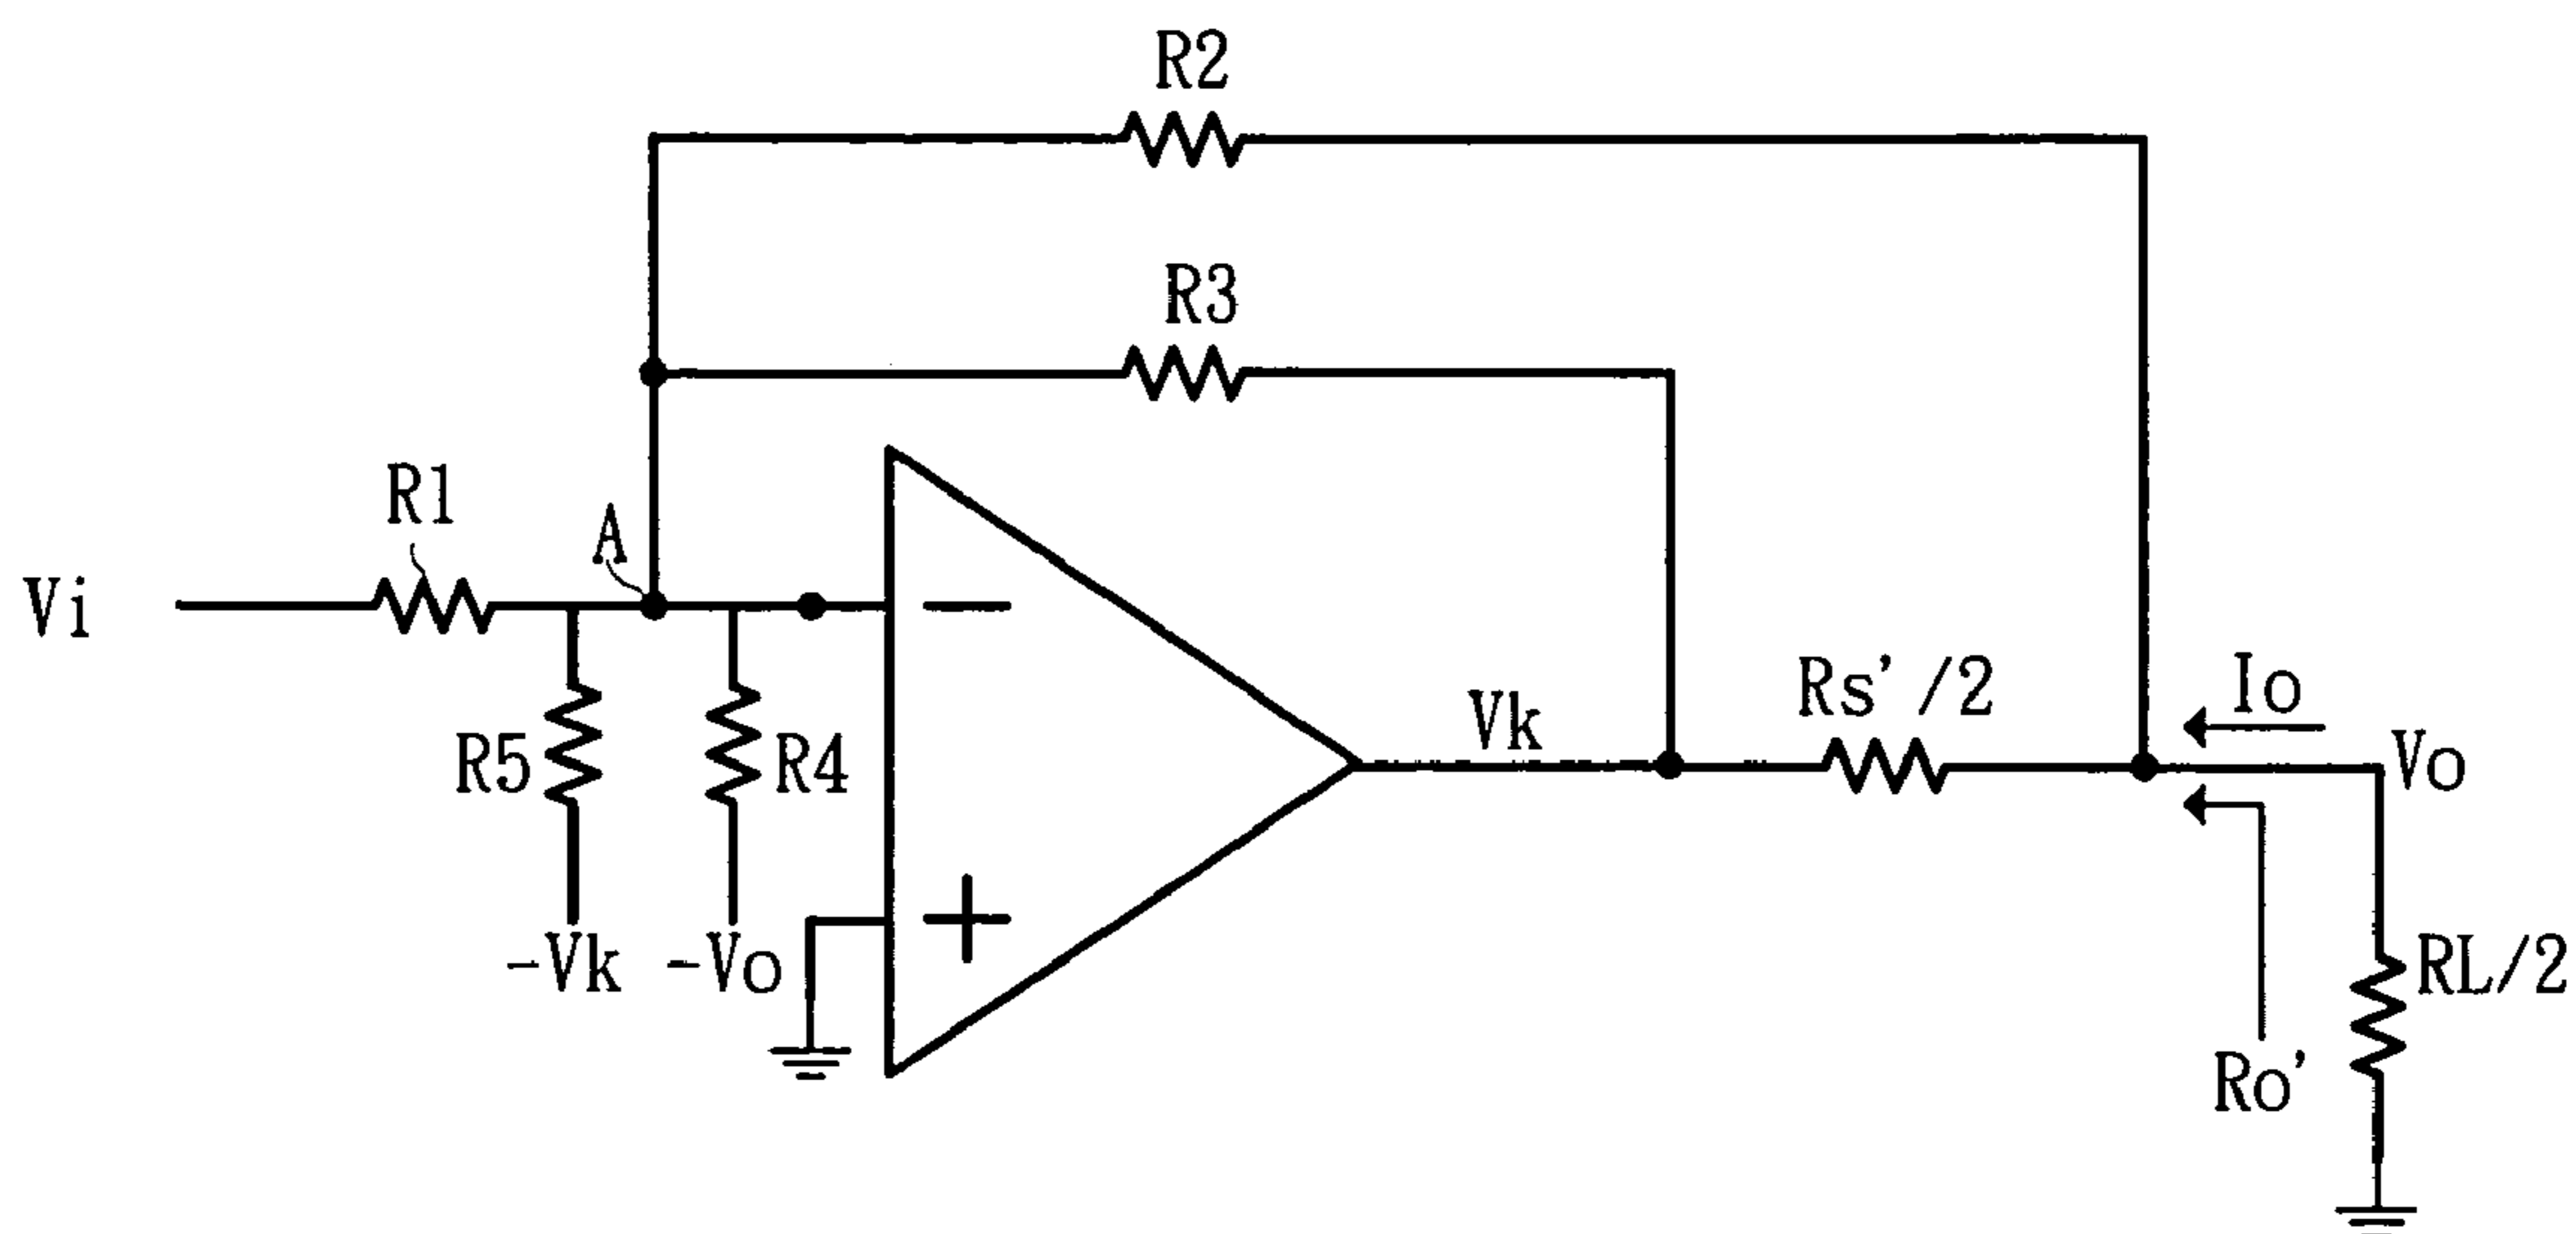 R2
R3
R1
A
Vi
Rs'/2
Io
Vk
Vo
R5
R4
−
+
-Vk
-Vo
RL/2
Ro'